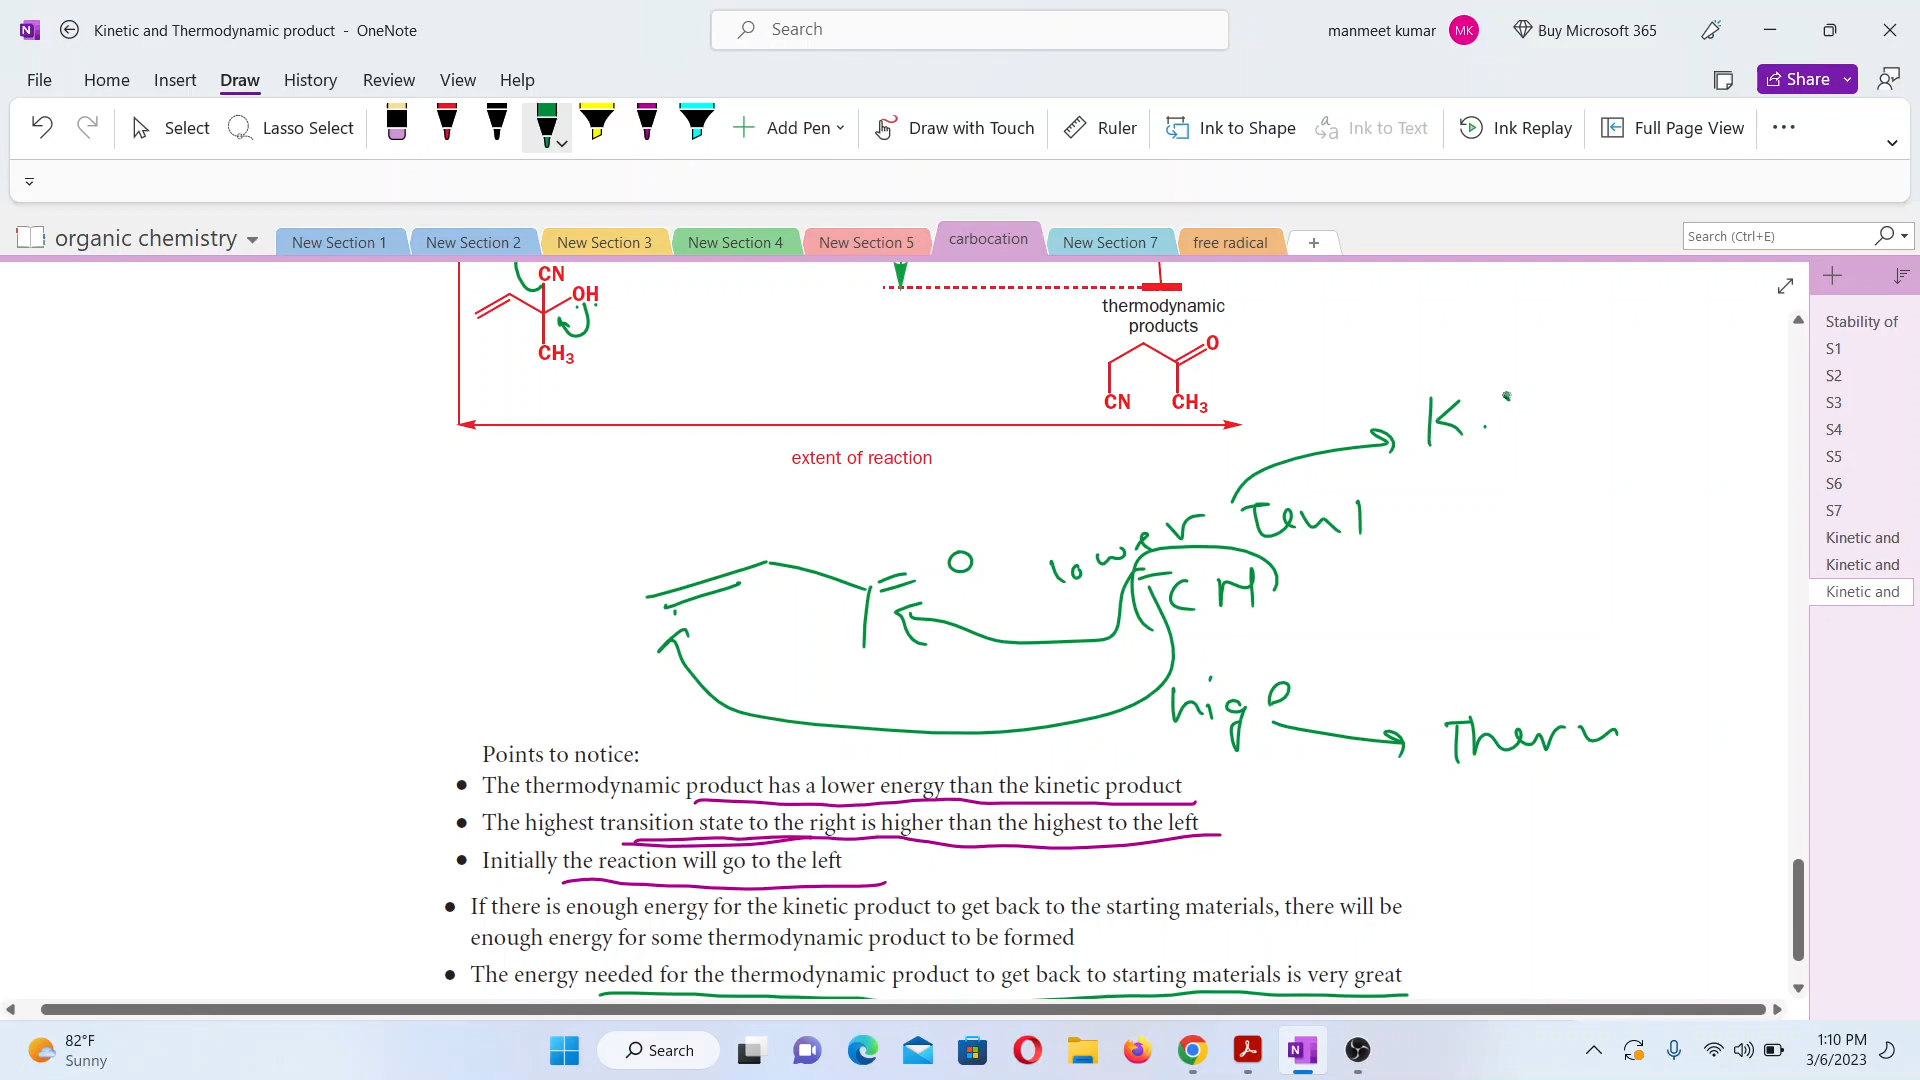 Kinetic and Thermodynamic product - OneNote
Search
manmeet kumar
MK
Buy Microsoft 365
File Home Insert Draw History Review View Help
Share
Select
Lasso Select
Add Pen
Draw with Touch
Ruler
Ink to Shape
Ink to Text
Ink Replay
Full Page View
organic chemistry
New Section 1
New Section 2
New Section 3
New Section 4
New Section 5
carbocation
New Section 7
free radical
Search (Ctrl+E)
Stability of
S1
S2
S3
S4
S5
S6
S7
Kinetic and
Kinetic and
Kinetic and
CN
OH
CH3
thermodynamic
products
O
CN
CH3
extent of reaction
K.
lower
O
CN
Therm
Points to notice:
• The thermodynamic product has a lower energy than the kinetic product
• The highest transition state to the right is higher than the highest to the left
• Initially the reaction will go to the left
• If there is enough energy for the kinetic product to get back to the starting materials, there will be
enough energy for some thermodynamic product to be formed
• The energy needed for the thermodynamic product to get back to starting materials is very great
82°F
Sunny
Search
1:10 PM
3/6/2023